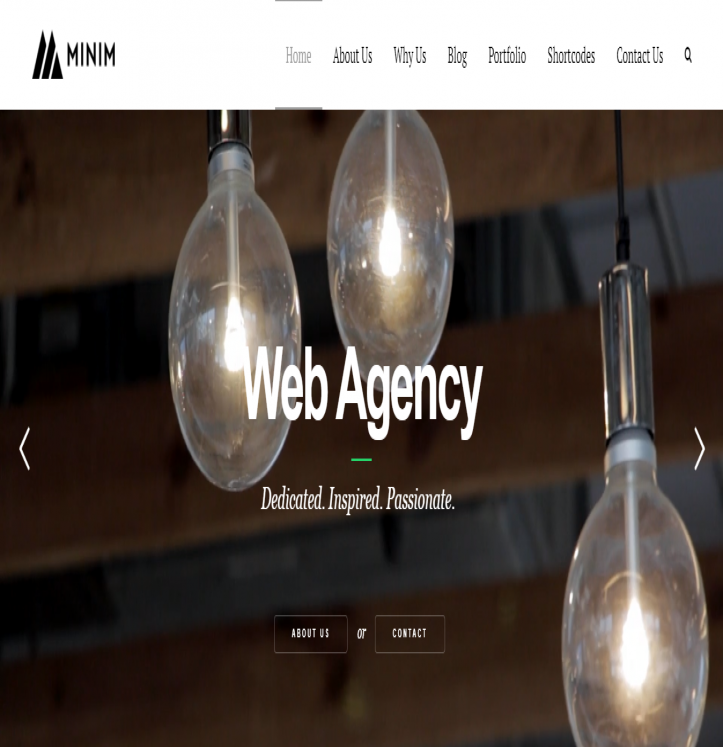 MINIM
Home About Us Why Us Blog Portfolio Shortcodes Contact Us
Web Agency
Dedicated. Inspired. Passionate.
ABOUT US or CONTACT